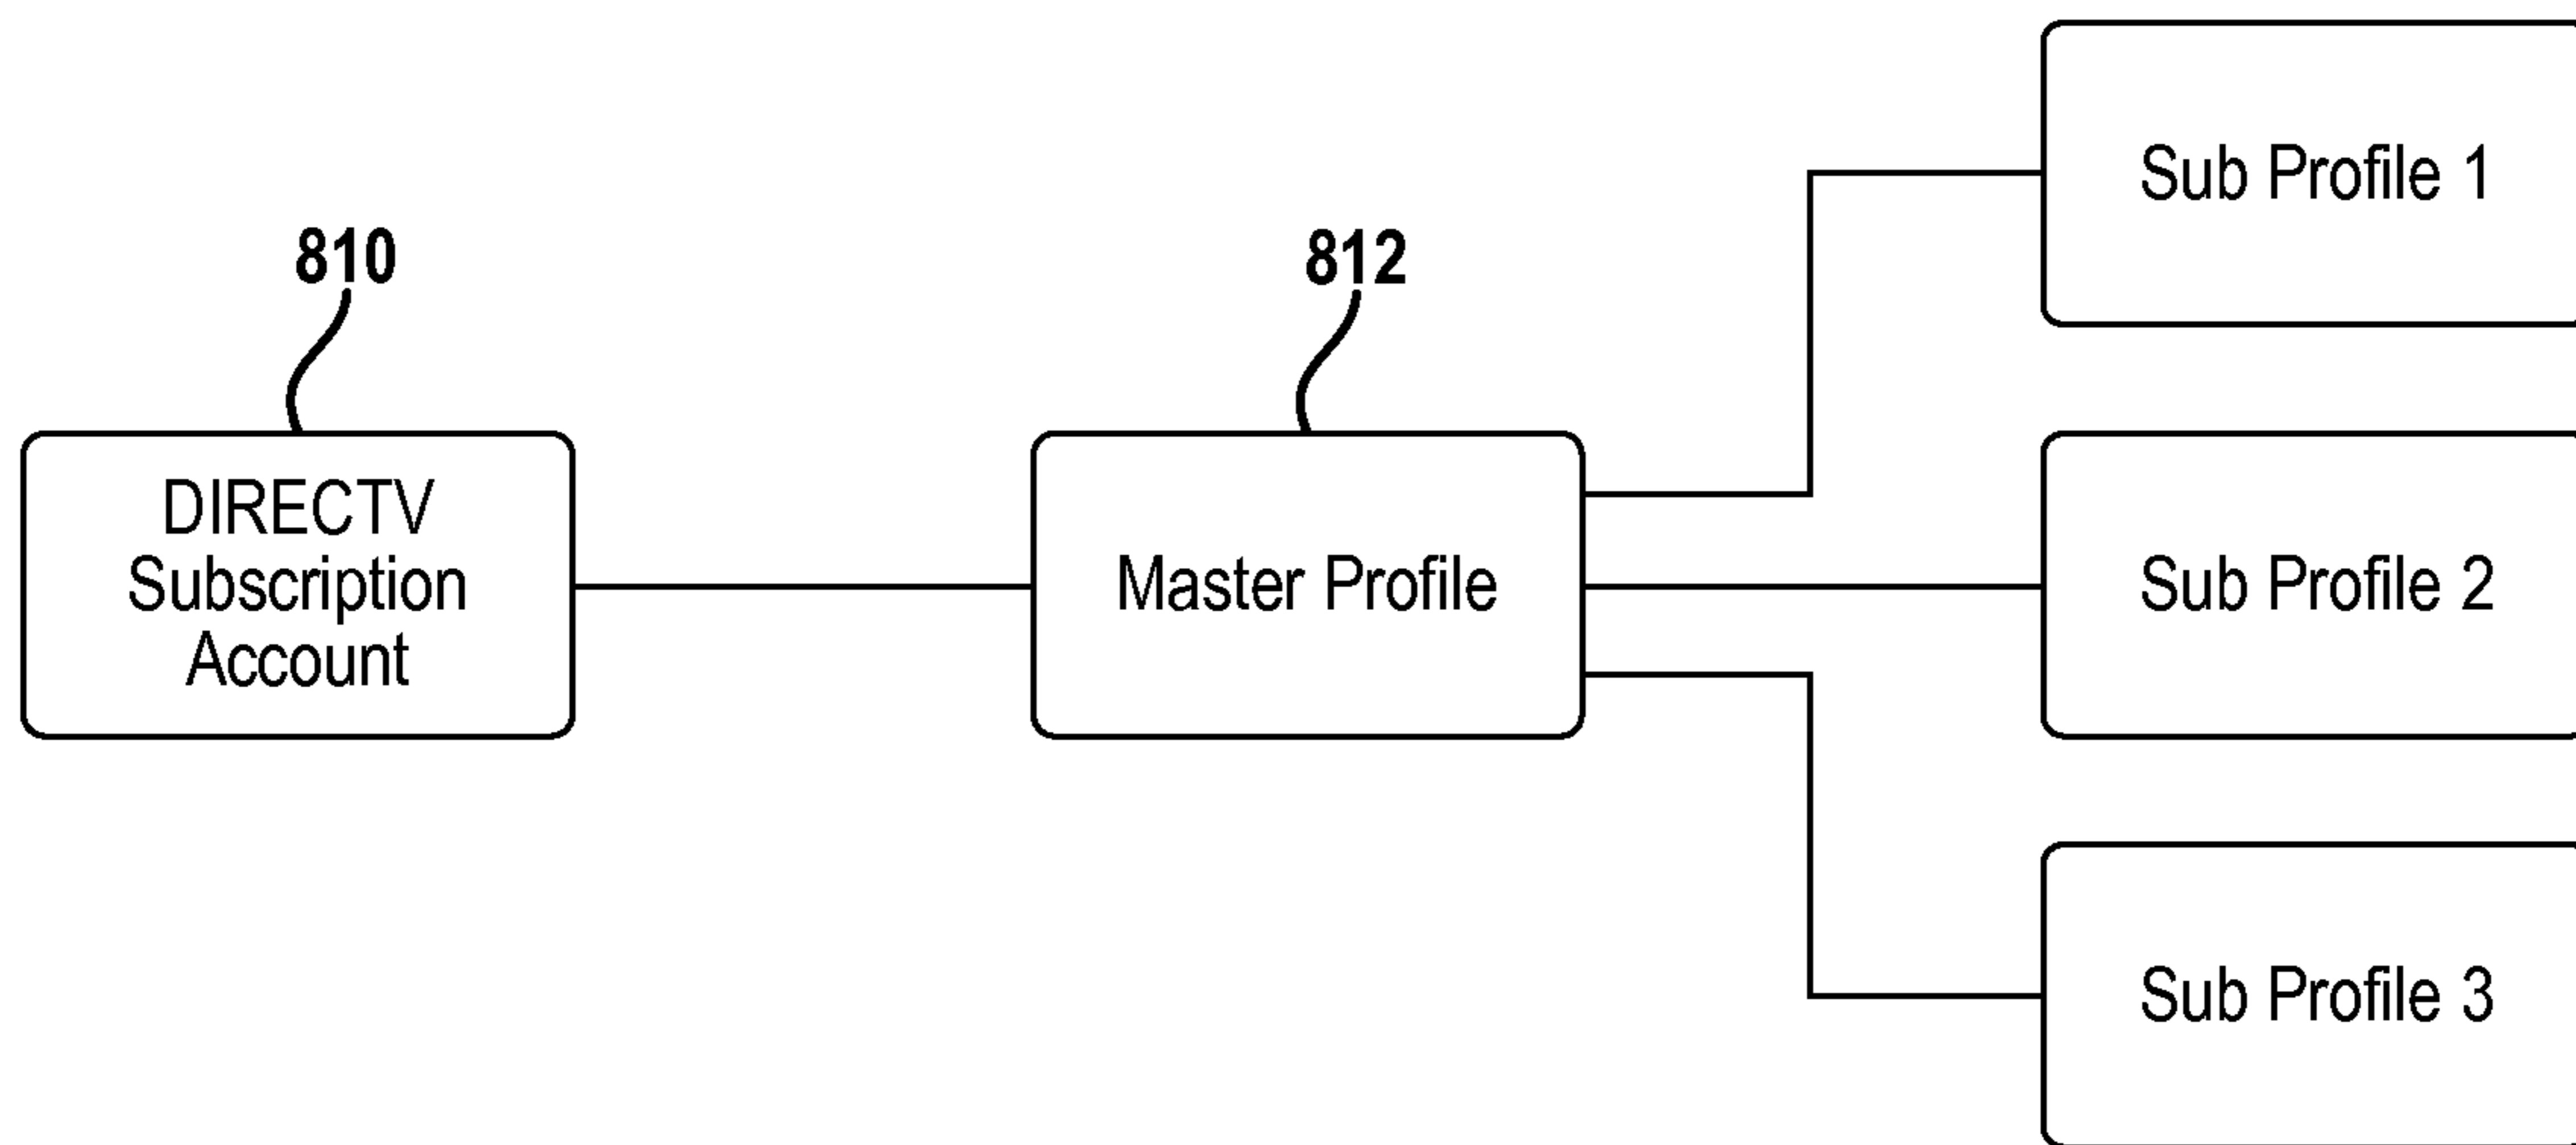 810
DIRECTV
Subscription
Account
812
Master Profile
Sub Profile 1
Sub Profile 2
Sub Profile 3